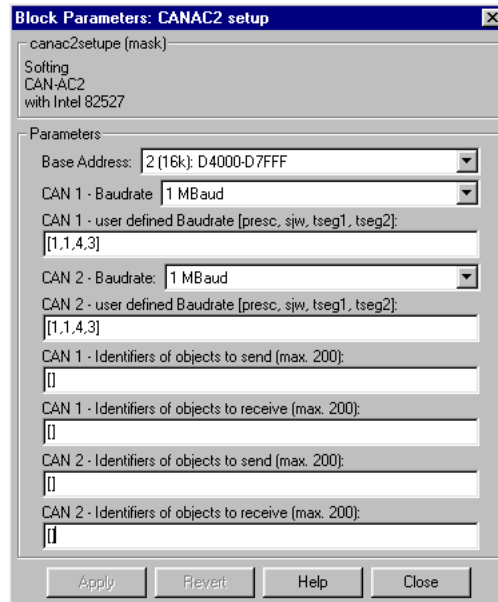 Block Parameters: CANAC2 setup
canac2setupe (mask)
Softing
CAN-AC2
with Intel 82527
Parameters
Base Address: 2 (16k): D4000-D7FFF
CAN 1 - Baudrate 1 MBaud
CAN 1 - user defined Baudrate [presc, sjw, tseg1, tseg2]:
[1,1,4,3]
CAN 2 - Baudrate: 1 MBaud
CAN 2 - user defined Baudrate [presc, sjw, tseg1, tseg2]:
[1,1,4,3]
CAN 1 - Identifiers of objects to send (max. 200):
[]
CAN 1 - Identifiers of objects to receive (max. 200):
[]
CAN 2 - Identifiers of objects to send (max. 200):
[]
CAN 2 - Identifiers of objects to receive (max. 200):
[]
Apply Revert Help Close